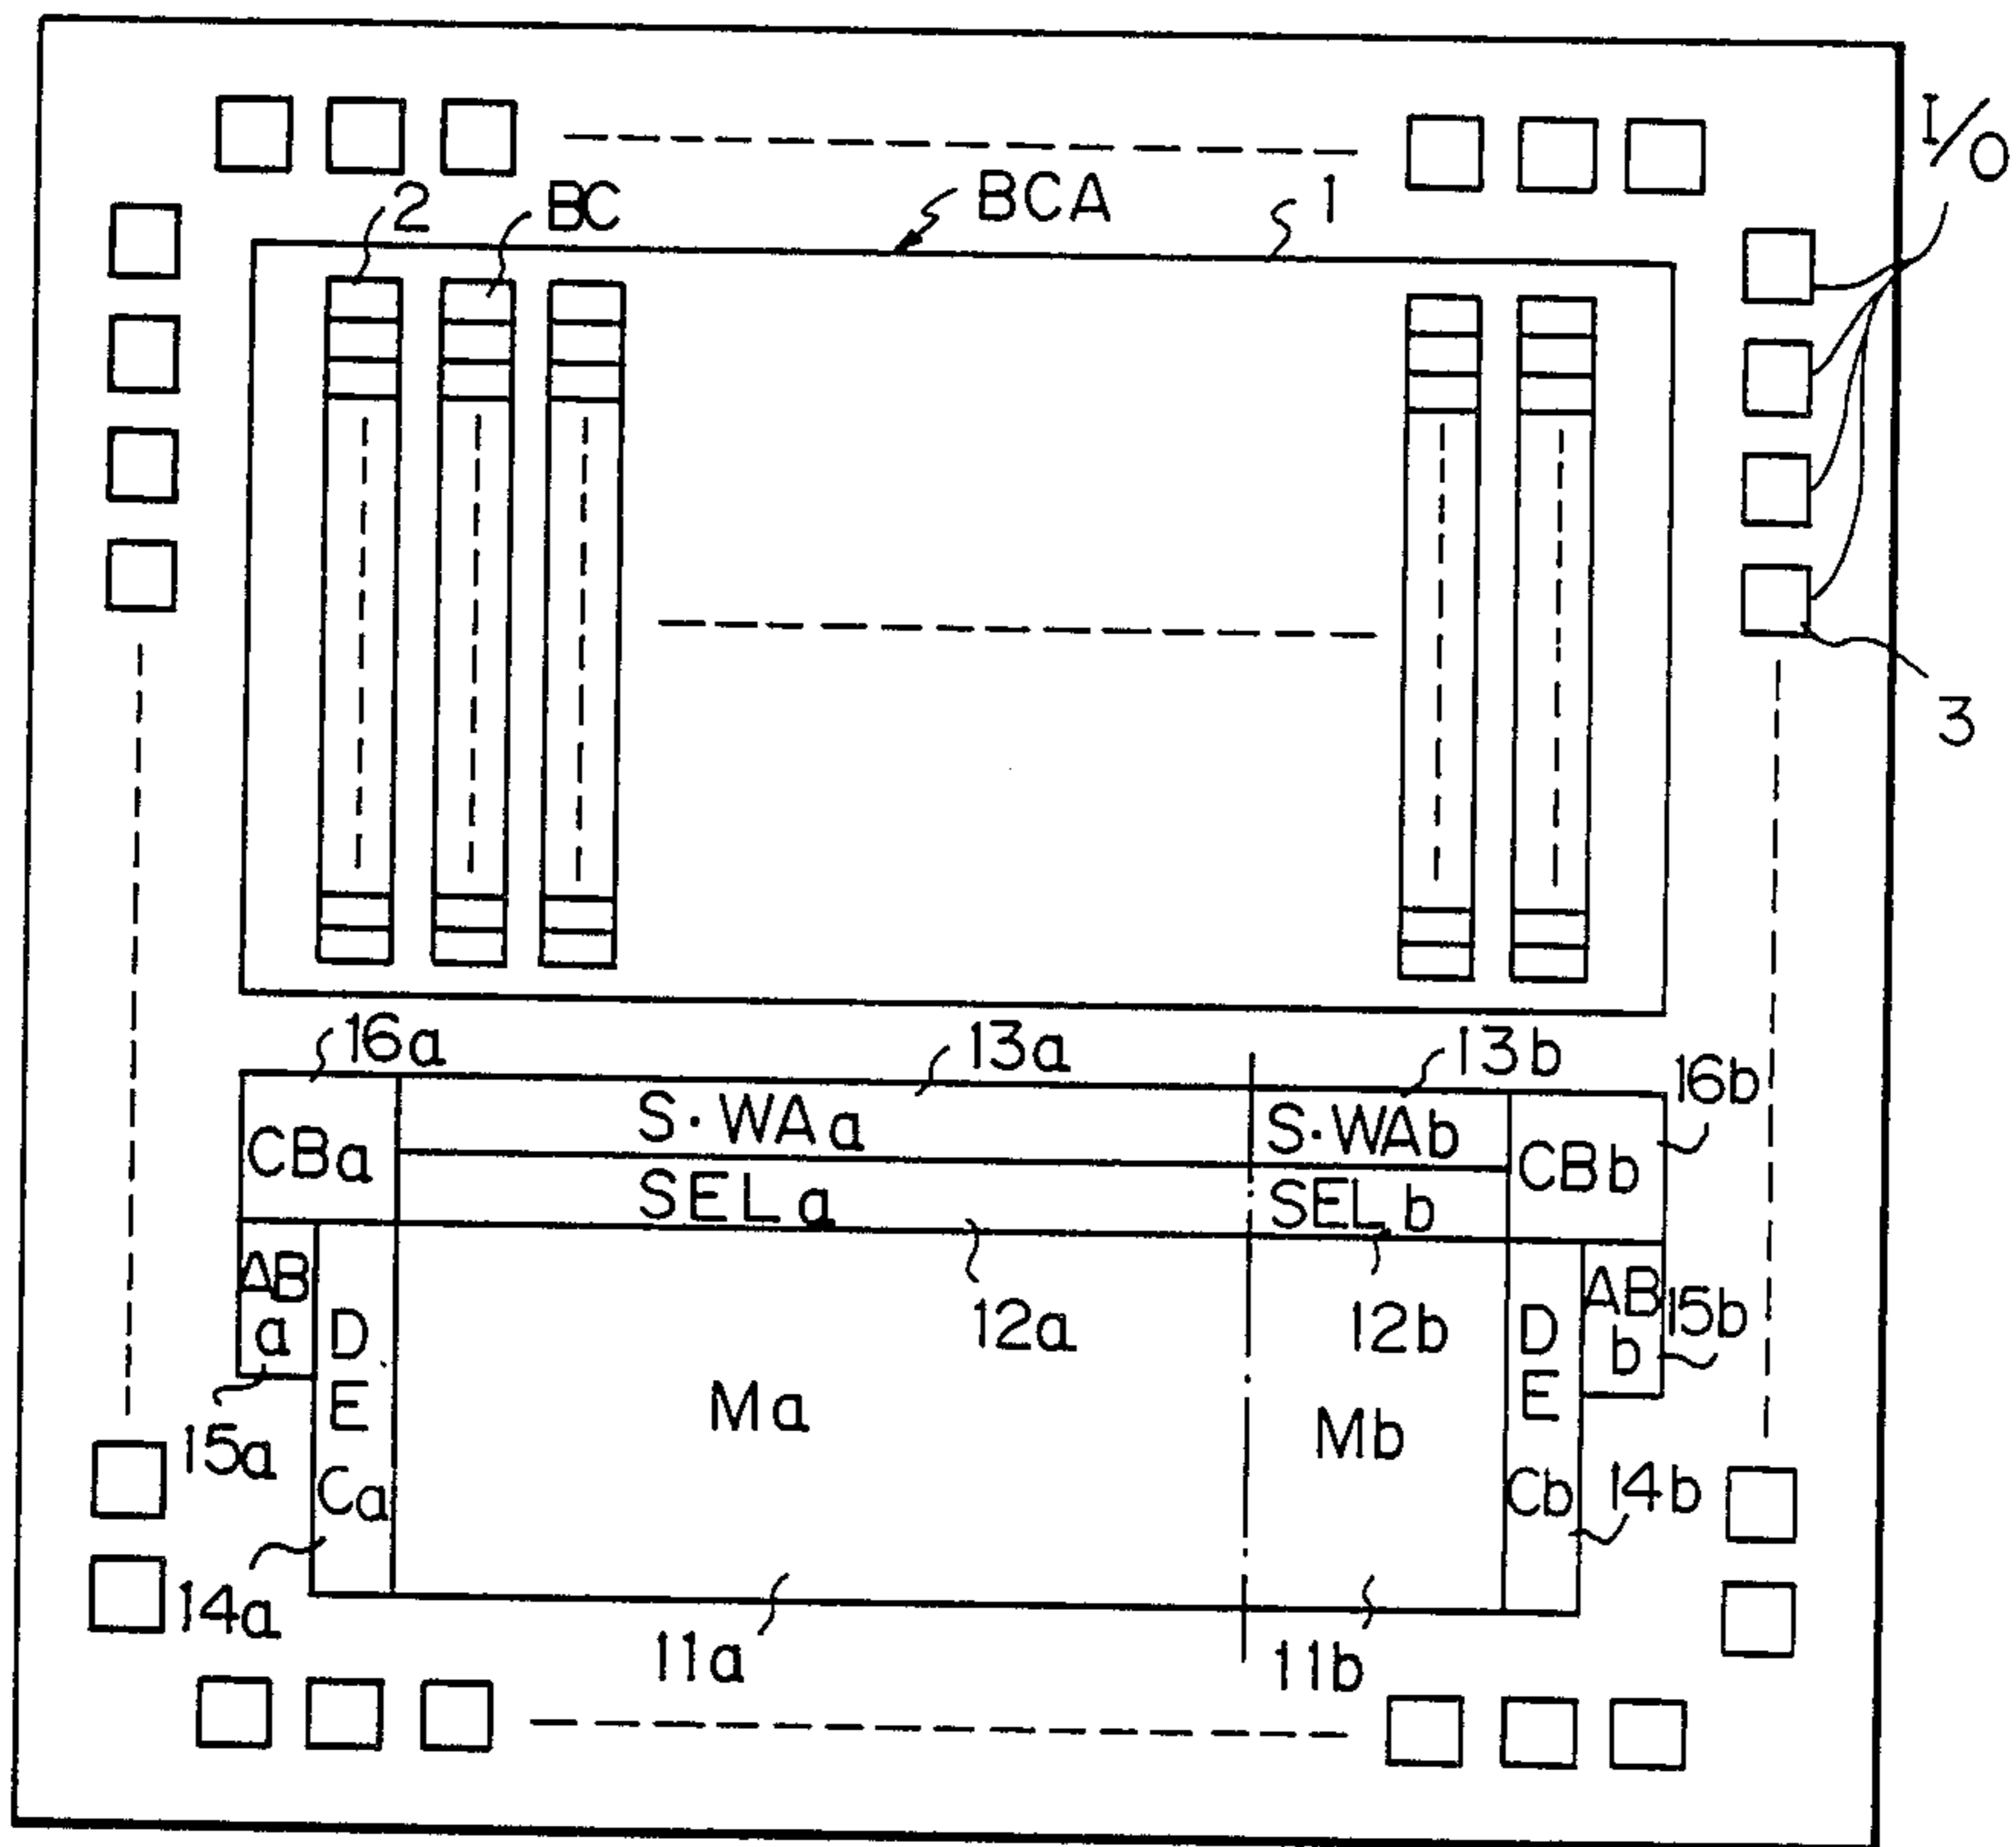 I/O
2
BC
BCA
1
3
16a
13a
13b
16b
CBa
S·WAa
S·WAb
CBb
SELa
SELb
AB
a
12a
12b
AB
b
15b
D
E
Ca
Ma
Mb
D
E
Cb
15a
14b
14a
11a
11b